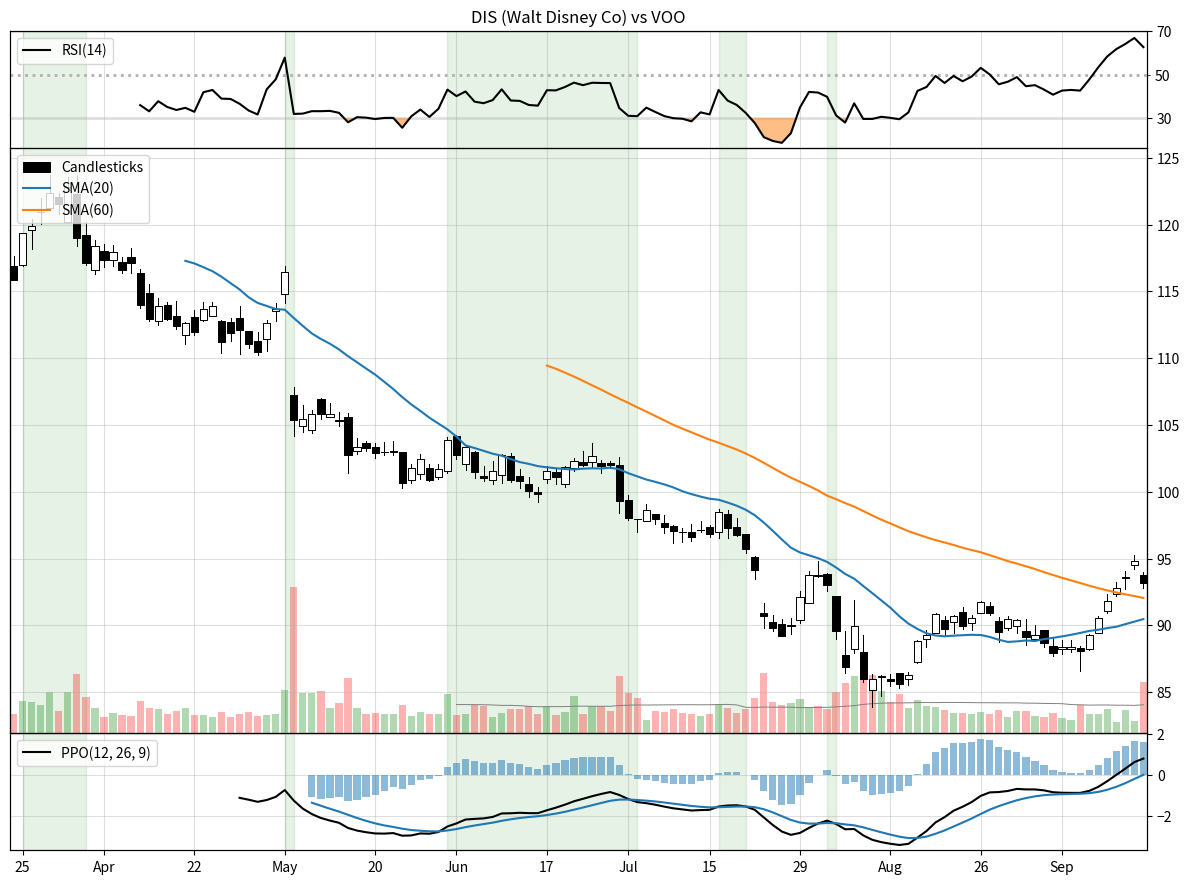 DIS (Walt Disney Co) vs VOO
RSI(14)
70
50
30
Candlesticks
SMA(20)
SMA(60)
125
120
115
110
105
100
95
90
85
PPO(12, 26, 9)
2
0
−2
25 Apr 22 May 20 Jun 17 Jul 15 29 Aug 26 Sep